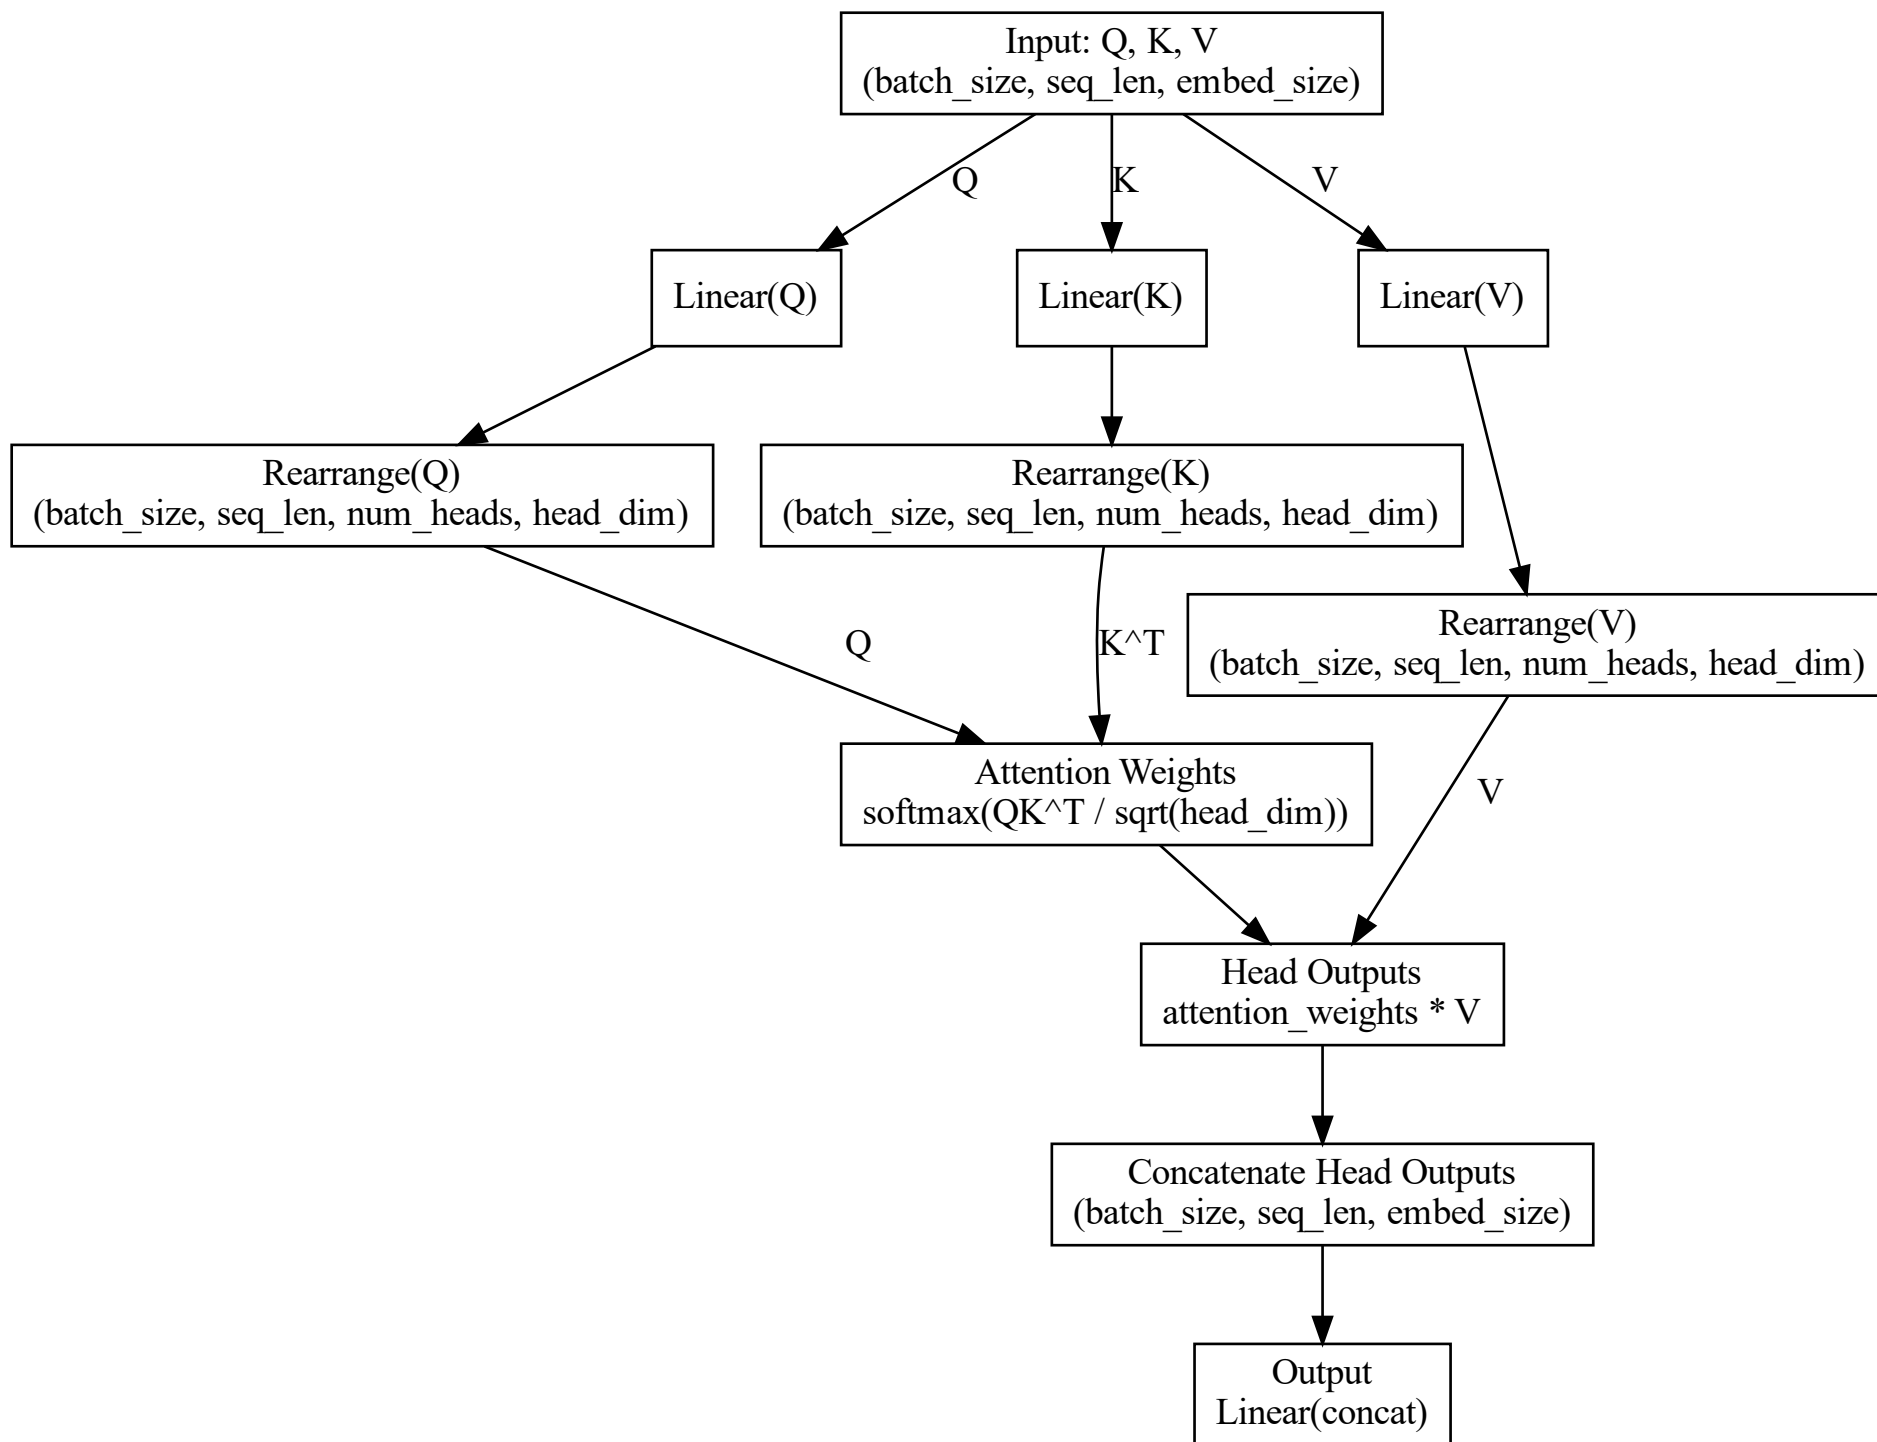 Input: Q, K, V
(batch_size, seq_len, embed_size)
Q
K
V
Linear(Q)
Linear(K)
Linear(V)
Rearrange(Q)
(batch_size, seq_len, num_heads, head_dim)
Rearrange(K)
(batch_size, seq_len, num_heads, head_dim)
Rearrange(V)
(batch_size, seq_len, num_heads, head_dim)
Q
K^T
Attention Weights
softmax(QK^T / sqrt(head_dim))
V
Head Outputs
attention_weights * V
Concatenate Head Outputs
(batch_size, seq_len, embed_size)
Output
Linear(concat)